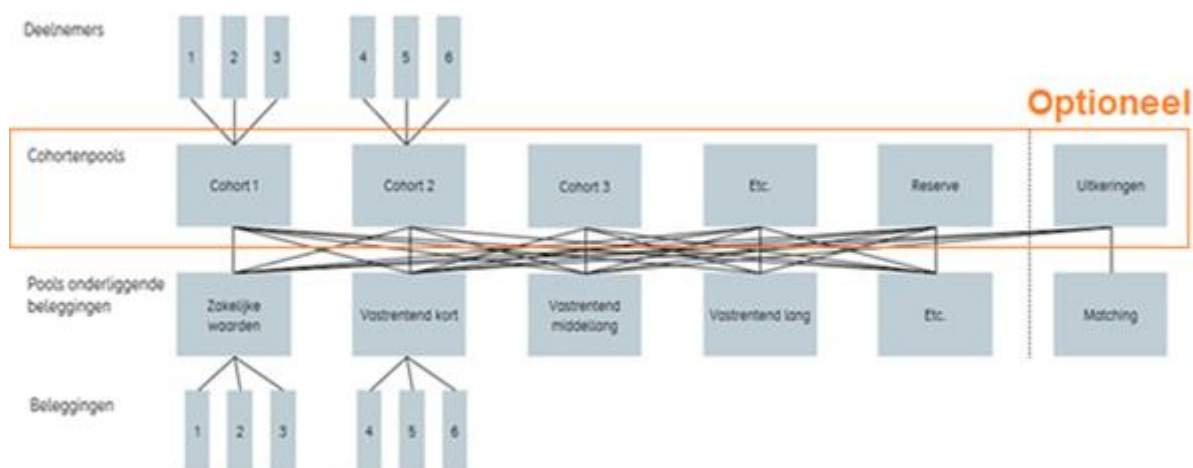 Deelnemers
1 2 3 4 5 6
Optioneel
Cohortenpools
Cohort 1 Cohort 2 Cohort 3 Etc. Reserve Uitkeringen
Pools onderliggende
beleggingen
Zakelijke
waarden
Vastrentend kort
Vastrentend
middellang
Vastrentend lang
Etc.
Matching
Beleggingen
1 2 3 4 5 6